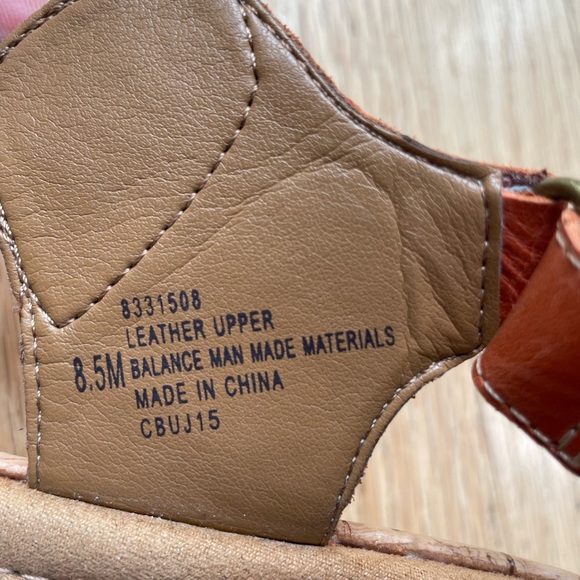 8331508
LEATHER UPPER
8.5M BALANCE MAN MADE MATERIALS
MADE IN CHINA
CBUJ15